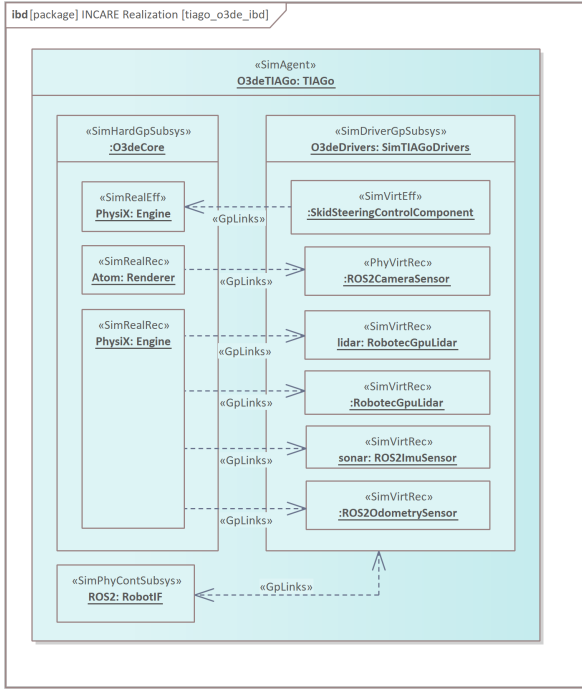 ibd [package] INCARE Realization [tiago_o3de_ibd]
«SimAgent»
O3deTIAGo: TIAGo
«SimHardGpSubsys»
:O3deCore
«SimDriverGpSubsys»
O3deDrivers: SimTIAGoDrivers
«SimRealEff»
PhysiX: Engine
«GpLinks»
«SimVirtEff»
:SkidSteeringControlComponent
«SimRealRec»
Atom: Renderer
«GpLinks»
«PhyVirtRec»
:ROS2CameraSensor
«SimRealRec»
PhysiX: Engine
«GpLinks»
«SimVirtRec»
lidar: RobotecGpuLidar
«GpLinks»
«SimVirtRec»
:RobotecGpuLidar
«GpLinks»
«SimVirtRec»
sonar: ROS2ImuSensor
«GpLinks»
«SimVirtRec»
:ROS2OdometrySensor
«SimPhyContSubsys»
ROS2: RobotIF
«GpLinks»